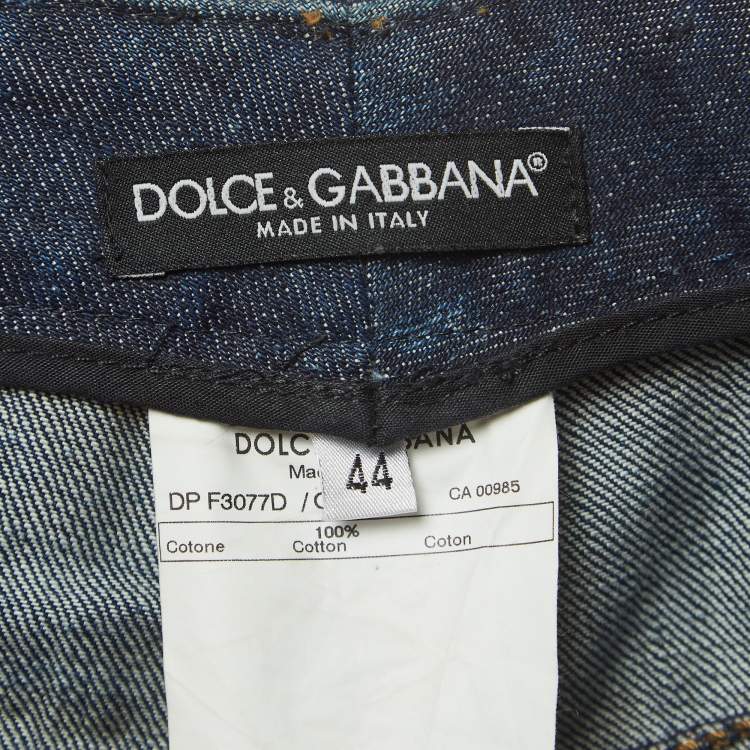 DOLCE & GABBANA®
MADE IN ITALY
DOLC BANA
44
DP F3077D / CA 00985
100%
Cotone Cotton Coton